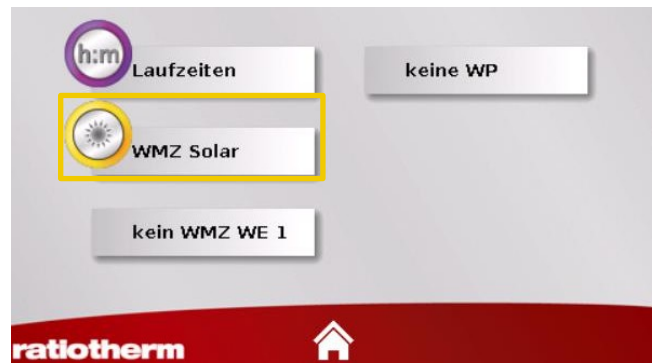 h:m
Laufzeiten
keine WP
WMZ Solar
kein WMZ WE 1
ratiotherm